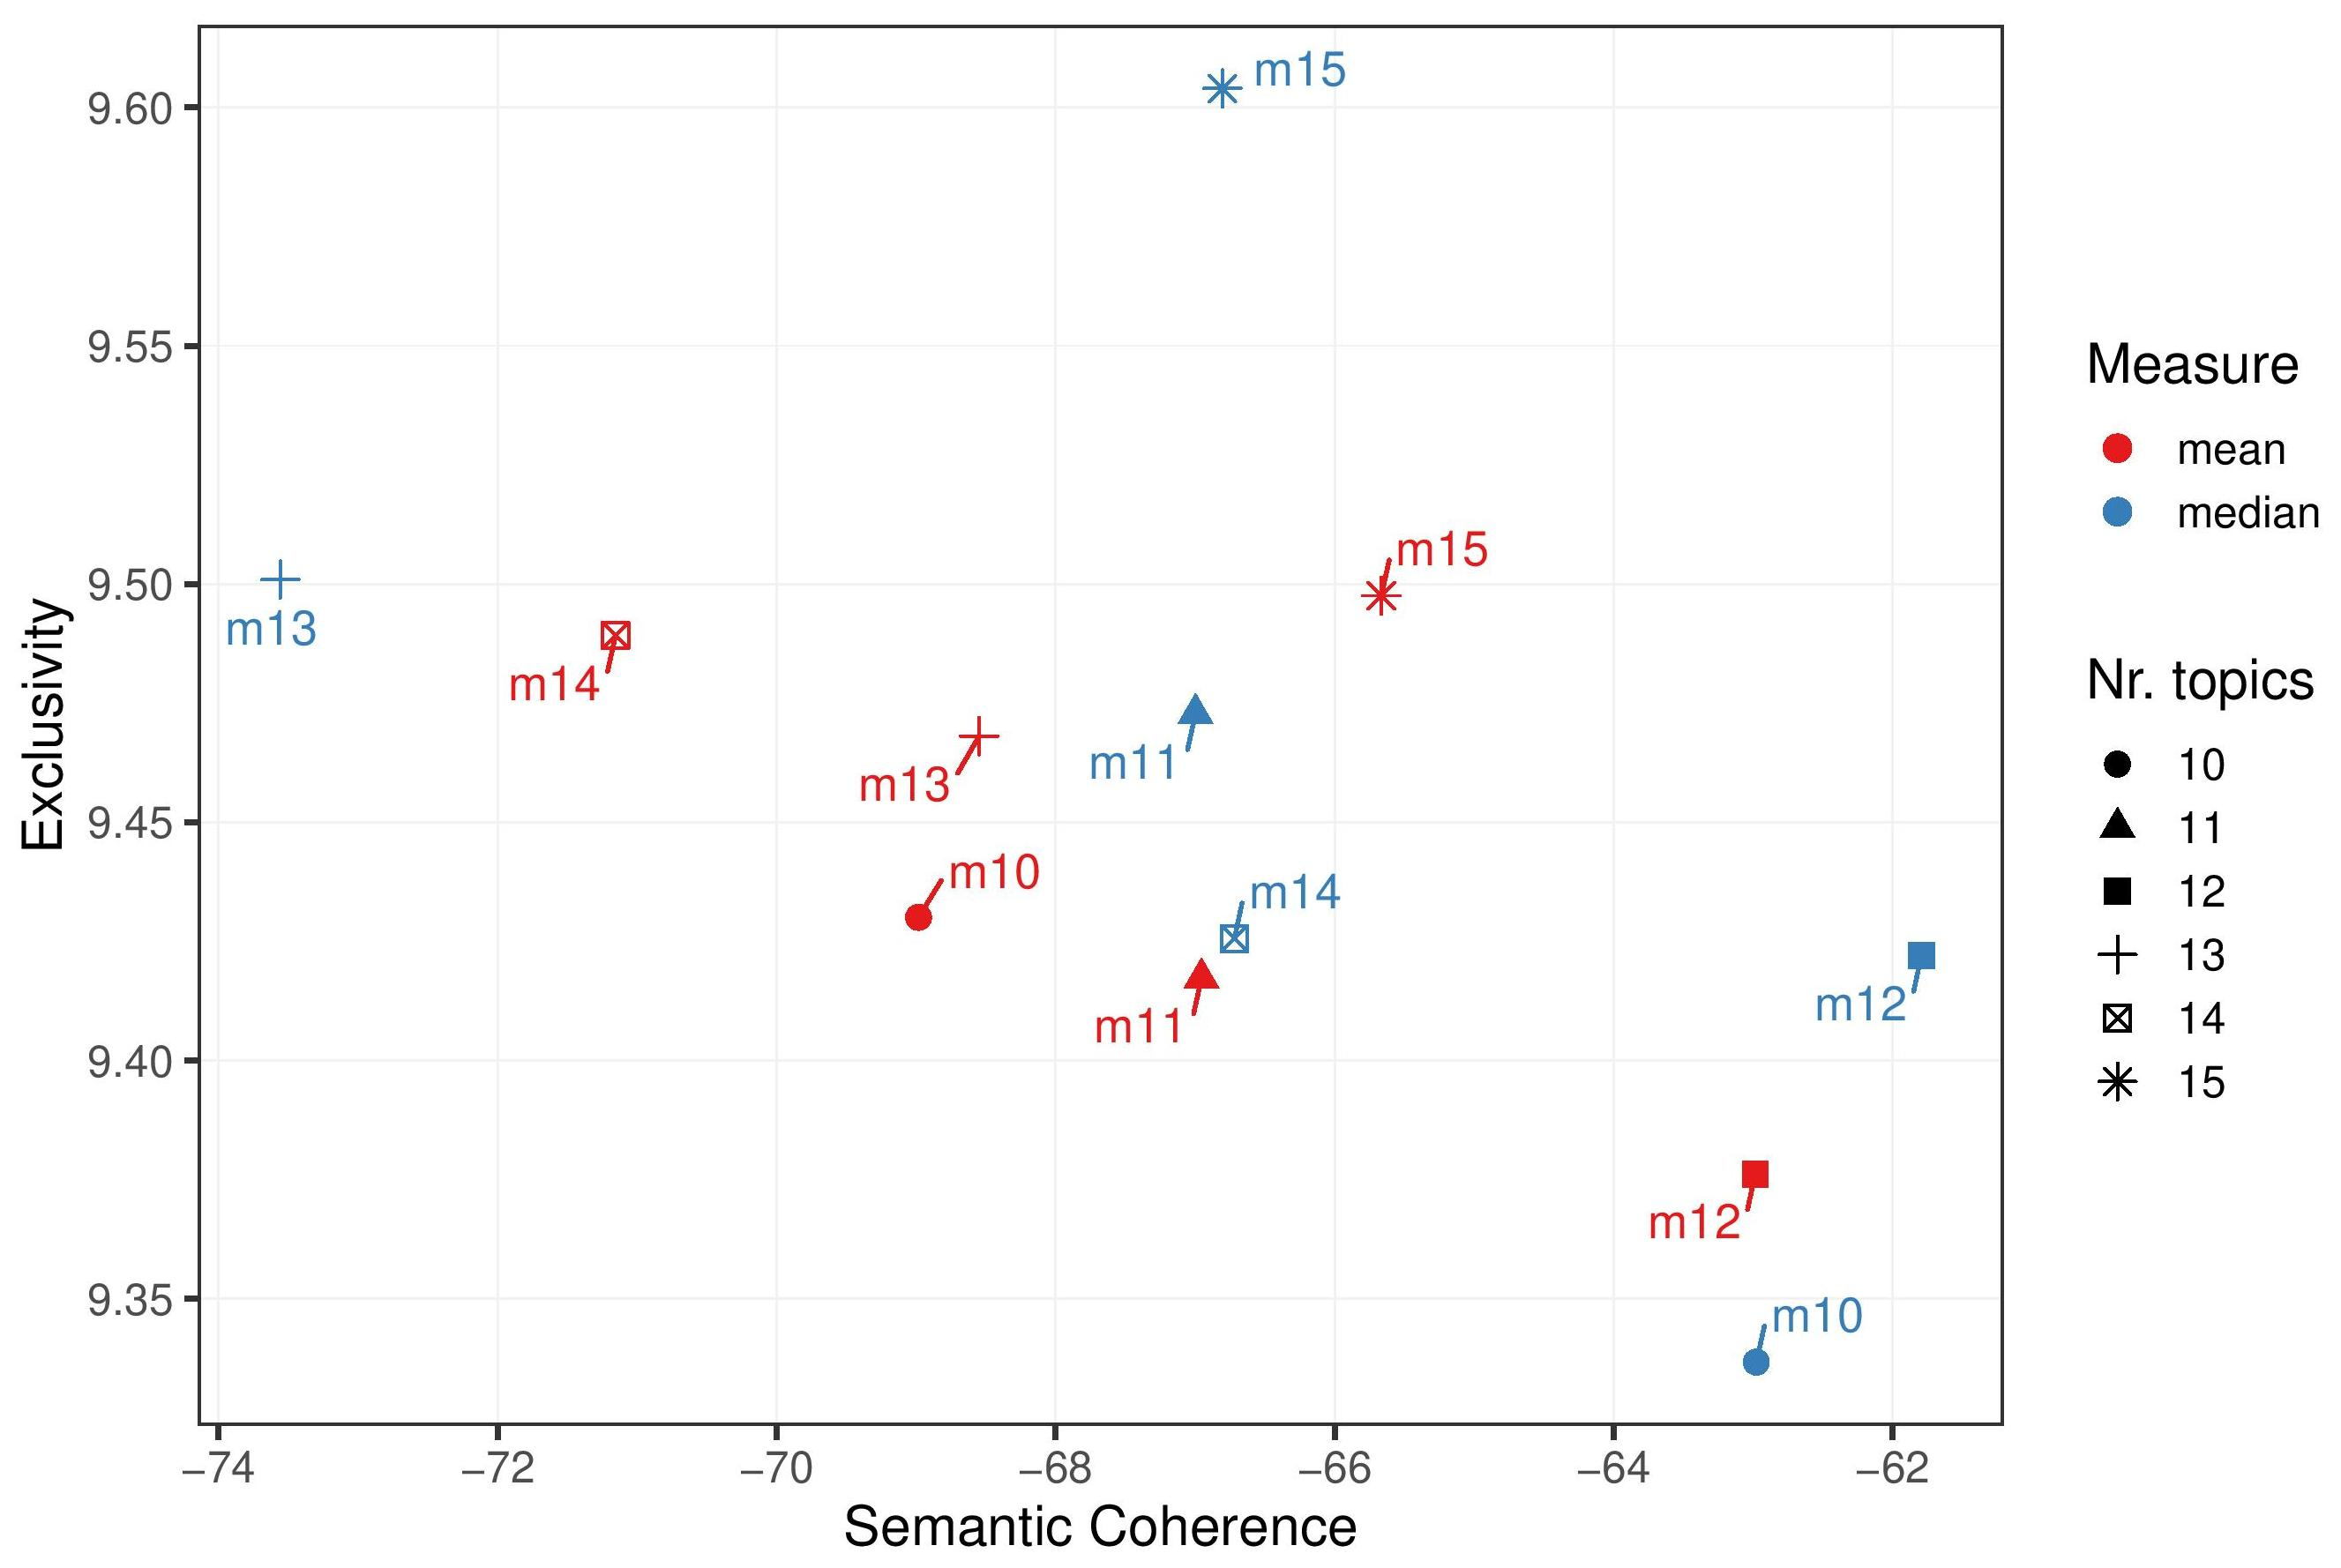 m15
9.60
9.55
m15
9.50
m13
m14
m11
m13
9.45
m10
m14
m12
m11
9.40
m12
9.35
m10
Exclusivity
−74 −72 −70 −68 −66 −64 −62
Semantic Coherence
Measure
mean
median
Nr. topics
10
11
12
13
14
15